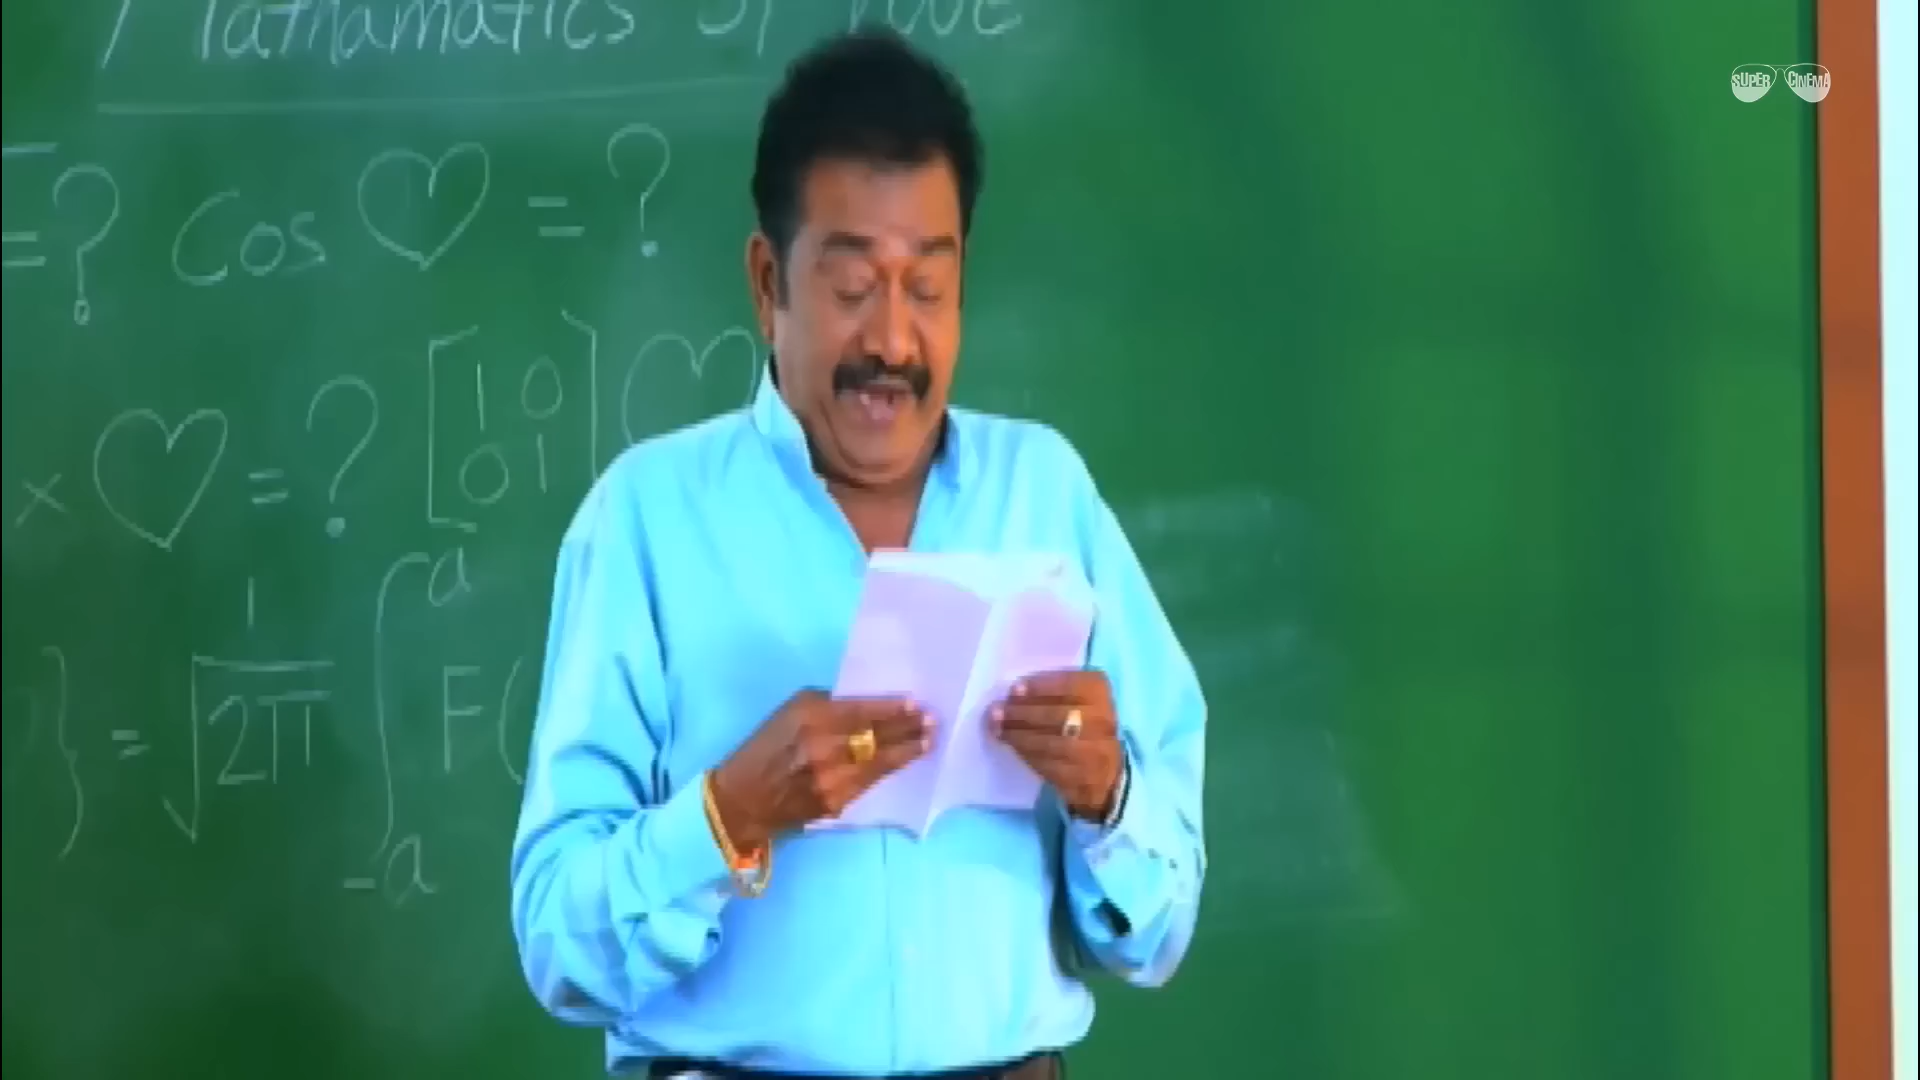 Mathamatics of Love
SUPER CINEMA
=? Cos ♡ = ?
× ♡ = ? [1 0
0 1] ♡
} = 1/√2π ∫ a -a F(